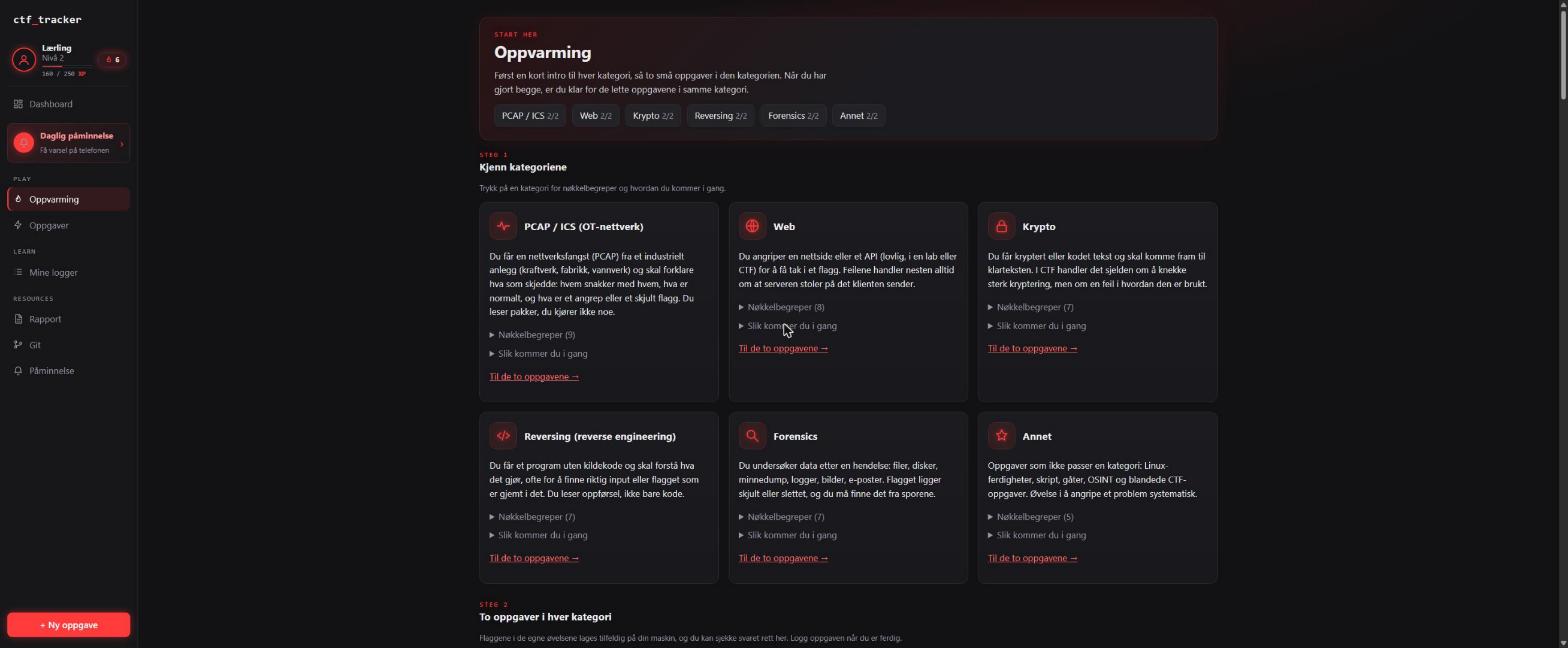 ctf_tracker
Lærling
Nivå 2
160 / 250 XP
6
Dashboard
Daglig påminnelse
Få varsel på telefonen
PLAY
Oppvarming
Oppgaver
LEARN
Mine logger
RESOURCES
Rapport
Git
Påminnelse
+ Ny oppgave
START HER
Oppvarming
Først en kort intro til hver kategori, så to små oppgaver i den kategorien. Når du har
gjort begge, er du klar for de lette oppgavene i samme kategori.
PCAP / ICS 2/2
Web 2/2
Krypto 2/2
Reversing 2/2
Forensics 2/2
Annet 2/2
STEG 1
Kjenn kategoriene
Trykk på en kategori for nøkkelbegreper og hvordan du kommer i gang.
PCAP / ICS (OT-nettverk)
Du får en nettverksfangst (PCAP) fra et industrielt
anlegg (kraftverk, fabrikk, vannverk) og skal forklare
hva som skjedde: hvem snakker med hvem, hva er
normalt, og hva er et angrep eller et skjult flagg. Du
leser pakker, du kjører ikke noe.
Nøkkelbegreper (9)
Slik kommer du i gang
Til de to oppgavene →
Web
Du angriper en nettside eller et API (lovlig, i en lab eller
CTF) for å få tak i et flagg. Feilene handler nesten alltid
om at serveren stoler på det klienten sender.
Nøkkelbegreper (8)
Slik kommer du i gang
Til de to oppgavene →
Krypto
Du får kryptert eller kodet tekst og skal komme fram til
klarteksten. I CTF handler det sjelden om å knekke
sterk kryptering, men om en feil i hvordan den er brukt.
Nøkkelbegreper (7)
Slik kommer du i gang
Til de to oppgavene →
Reversing (reverse engineering)
Du får et program uten kildekode og skal forstå hva
det gjør, ofte for å finne riktig input eller flagget som
er gjemt i det. Du leser oppførsel, ikke bare kode.
Nøkkelbegreper (7)
Slik kommer du i gang
Til de to oppgavene →
Forensics
Du undersøker data etter en hendelse: filer, disker,
minnedump, logger, bilder, e-poster. Flagget ligger
skjult eller slettet, og du må finne det fra sporene.
Nøkkelbegreper (7)
Slik kommer du i gang
Til de to oppgavene →
Annet
Oppgaver som ikke passer en kategori: Linux-
ferdigheter, skript, gåter, OSINT og blandede CTF-
oppgaver. Øvelse i å angripe et problem systematisk.
Nøkkelbegreper (5)
Slik kommer du i gang
Til de to oppgavene →
STEG 2
To oppgaver i hver kategori
Flaggene i de egne øvelsene lages tilfeldig på din maskin, og du kan sjekke svaret rett her. Logg oppgaven når du er ferdig.